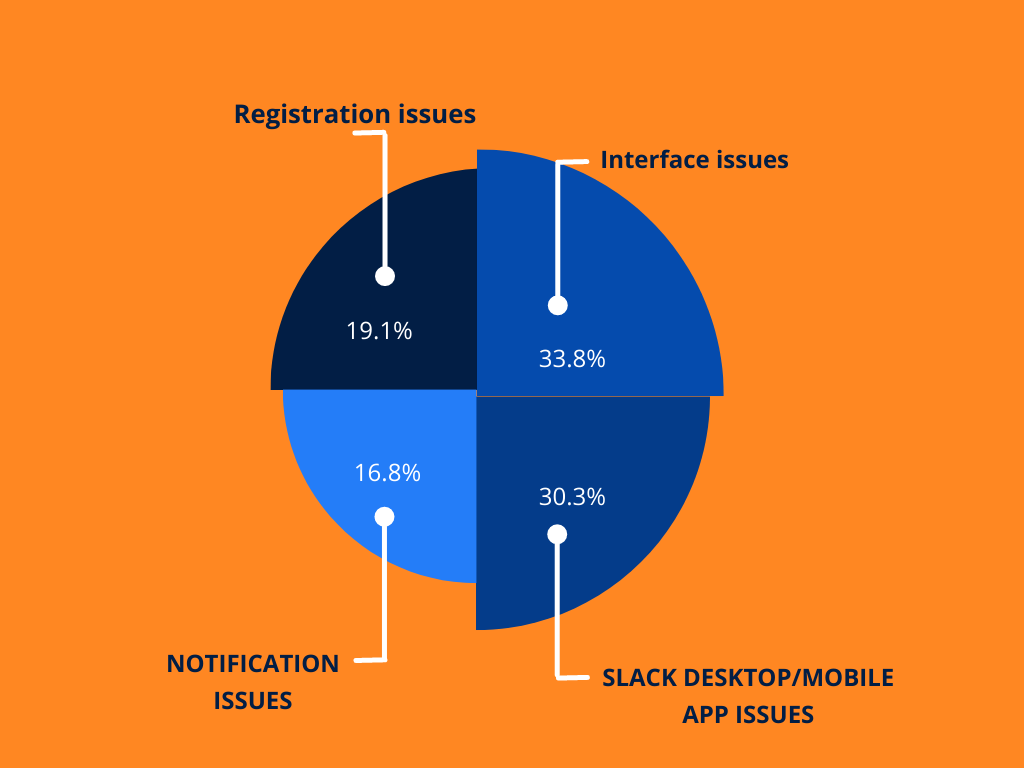 Registration issues
Interface issues
19.1%
33.8%
16.8%
30.3%
NOTIFICATION
ISSUES
SLACK DESKTOP/MOBILE
APP ISSUES